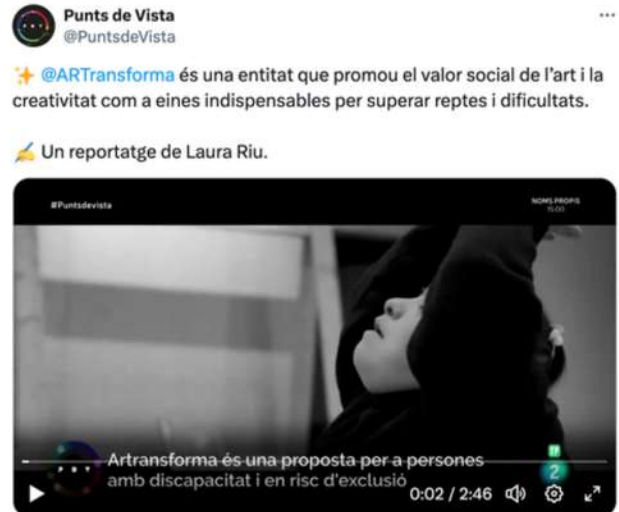 Punts de Vista
@PuntsdeVista
✨ @ARTransforma és una entitat que promou el valor social de l'art i la
creativitat com a eines indispensables per superar reptes i dificultats.
✍️ Un reportatge de Laura Riu.
#Puntsdevista
NOMS PROPIS
15:00
Artransforma és una proposta per a persones
amb discapacitat i en risc d'exclusió
2
0:02 / 2:46